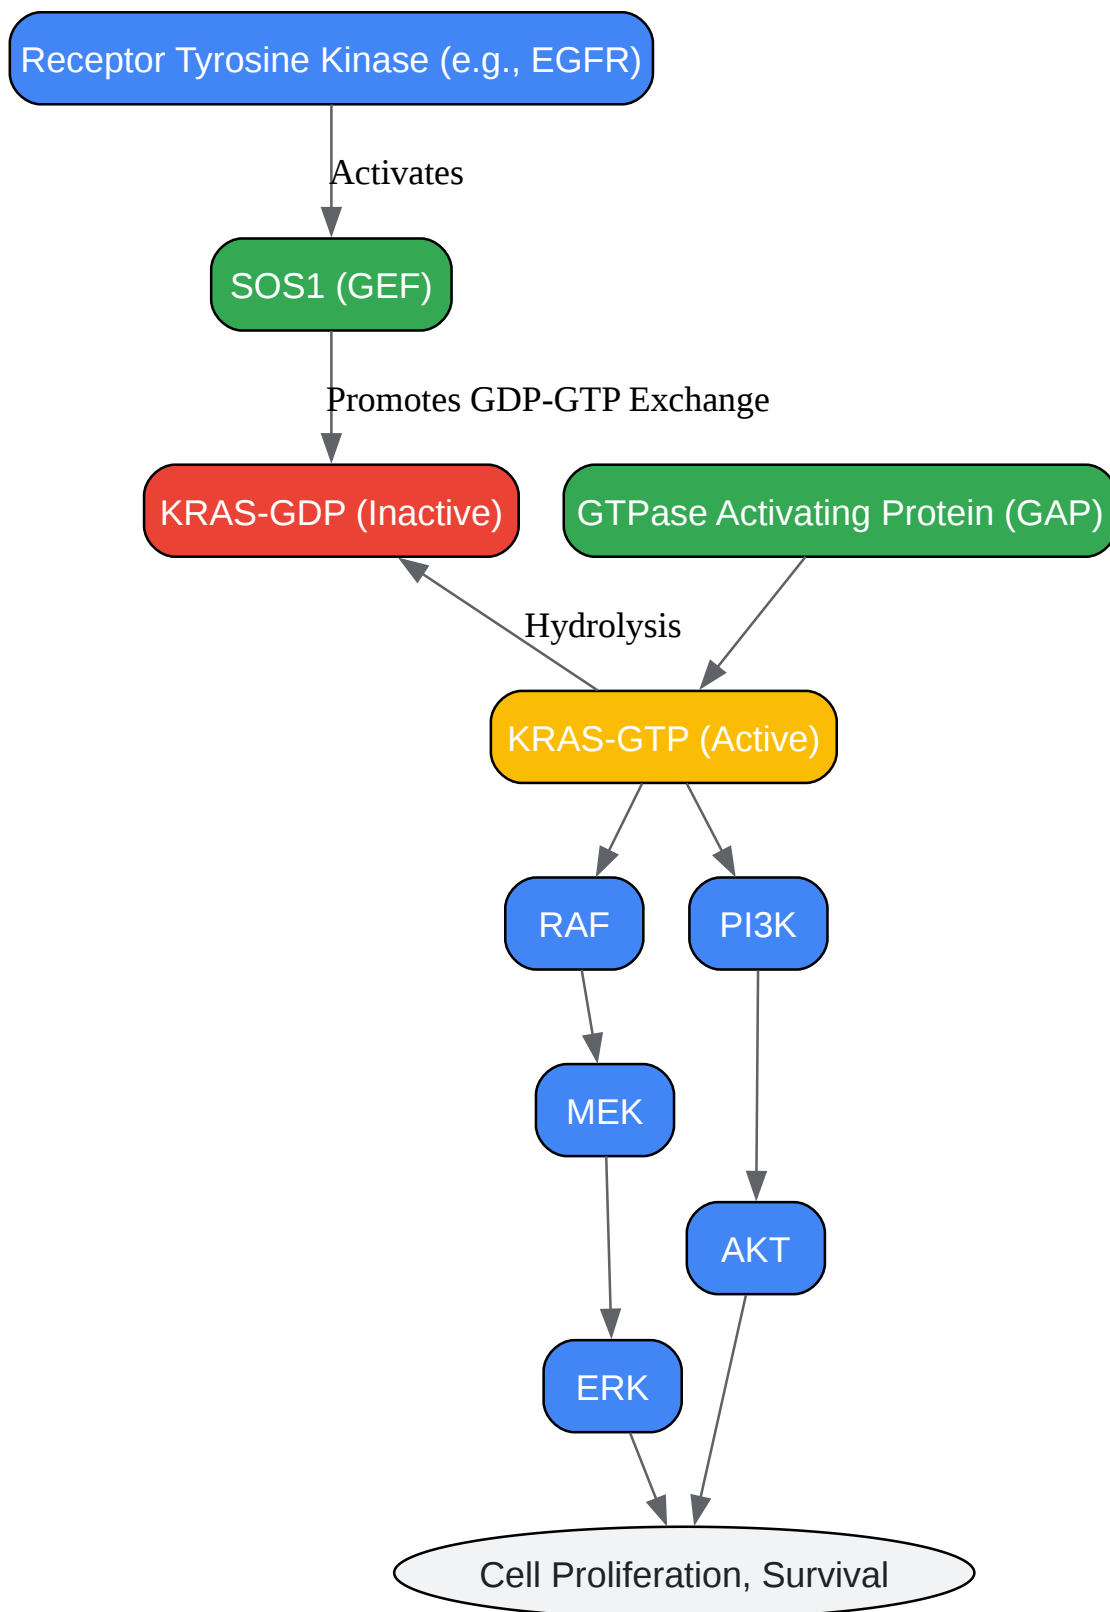 Receptor Tyrosine Kinase (e.g., EGFR)
Activates
SOS1 (GEF)
Promotes GDP-GTP Exchange
KRAS-GDP (Inactive)
GTPase Activating Protein (GAP)
Hydrolysis
KRAS-GTP (Active)
RAF
PI3K
MEK
AKT
ERK
Cell Proliferation, Survival